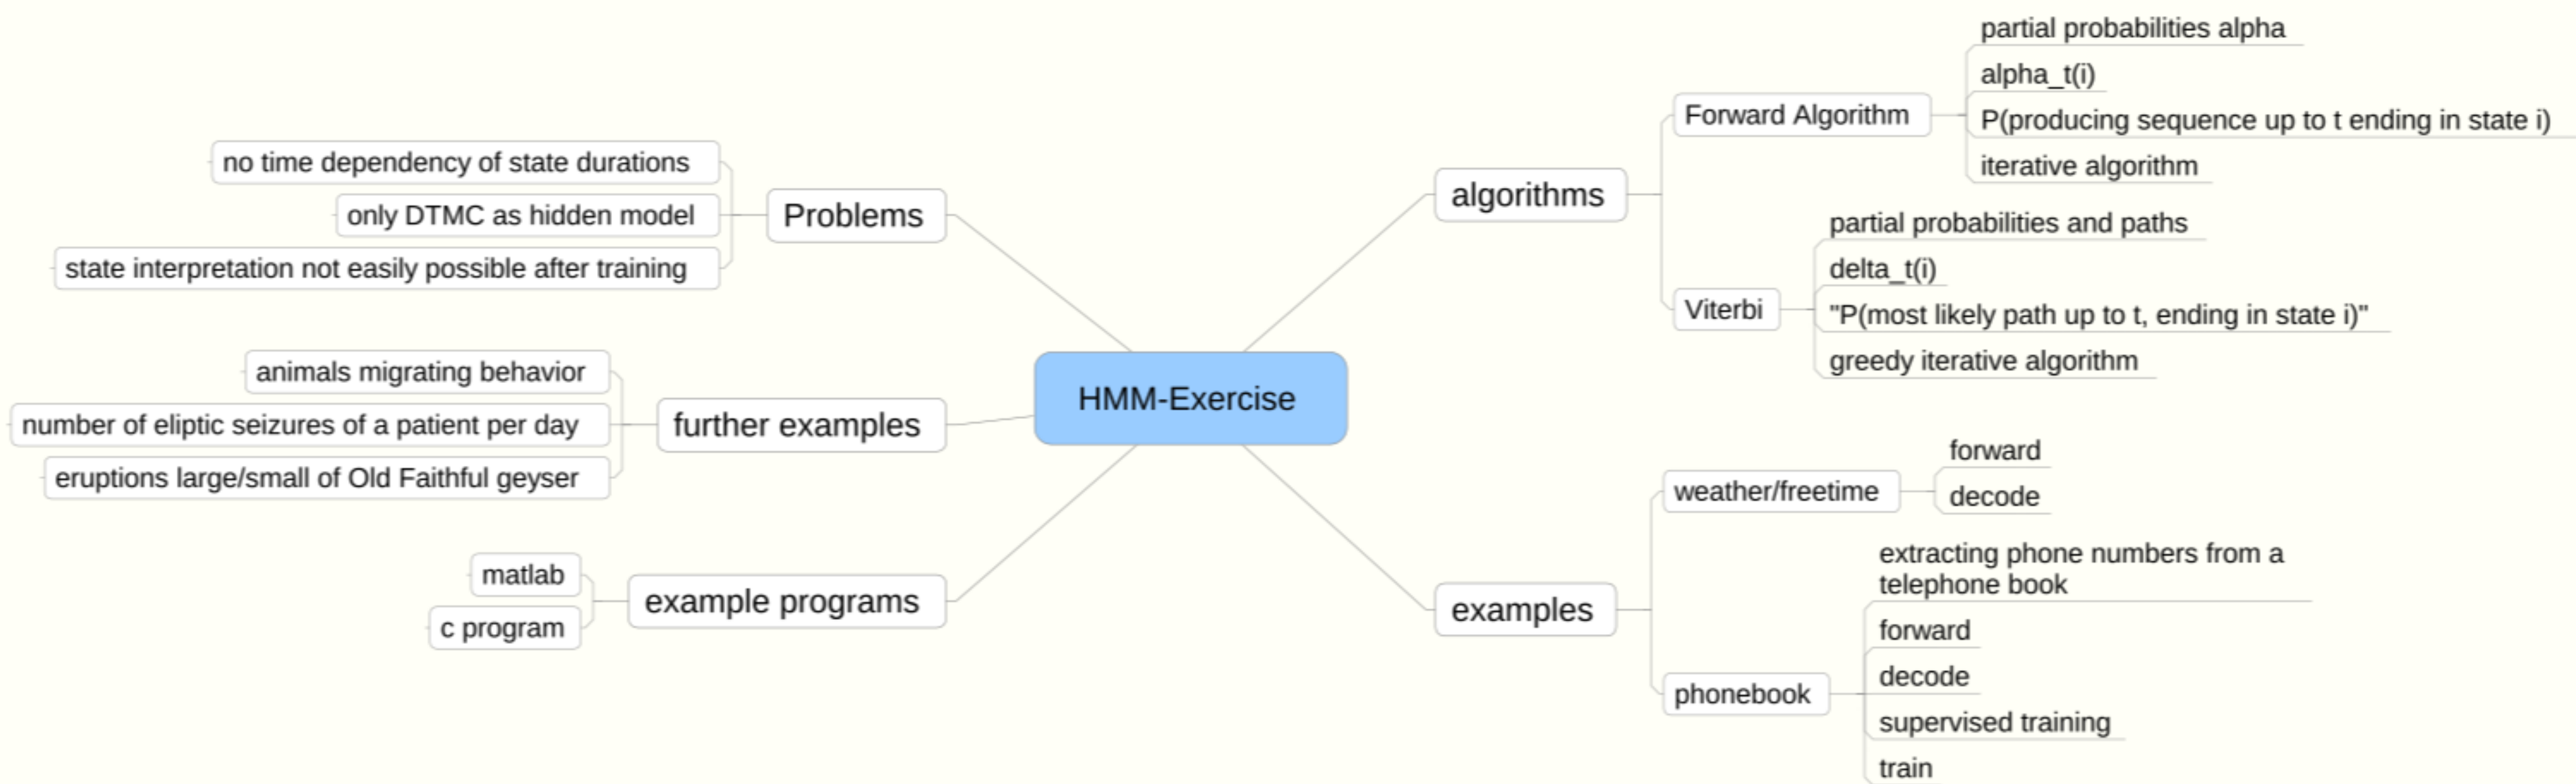 HMM-Exercise
Problems
no time dependency of state durations
only DTMC as hidden model
state interpretation not easily possible after training
further examples
animals migrating behavior
number of eliptic seizures of a patient per day
eruptions large/small of Old Faithful geyser
example programs
matlab
c program
algorithms
Forward Algorithm
partial probabilities alpha
alpha_t(i)
P(producing sequence up to t ending in state i)
iterative algorithm
Viterbi
partial probabilities and paths
delta_t(i)
"P(most likely path up to t, ending in state i)"
greedy iterative algorithm
examples
weather/freetime
forward
decode
phonebook
extracting phone numbers from a
telephone book
forward
decode
supervised training
train